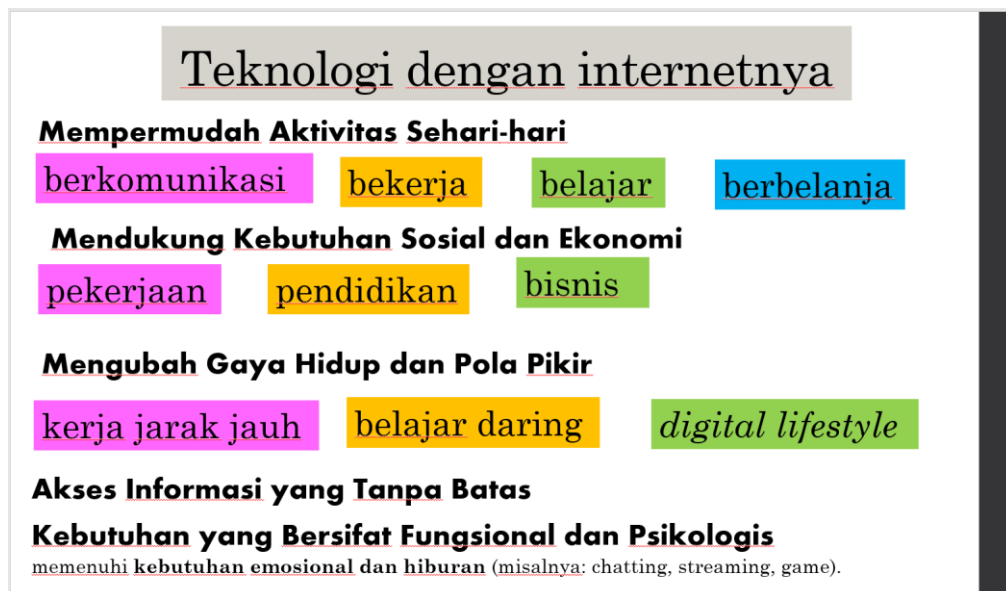 Teknologi dengan internetnya
Mempermudah Aktivitas Sehari-hari
berkomunikasi bekerja belajar berbelanja
Mendukung Kebutuhan Sosial dan Ekonomi
pekerjaan pendidikan bisnis
Mengubah Gaya Hidup dan Pola Pikir
kerja jarak jauh belajar daring digital lifestyle
Akses Informasi yang Tanpa Batas
Kebutuhan yang Bersifat Fungsional dan Psikologis
memenuhi kebutuhan emosional dan hiburan (misalnya: chatting, streaming, game).